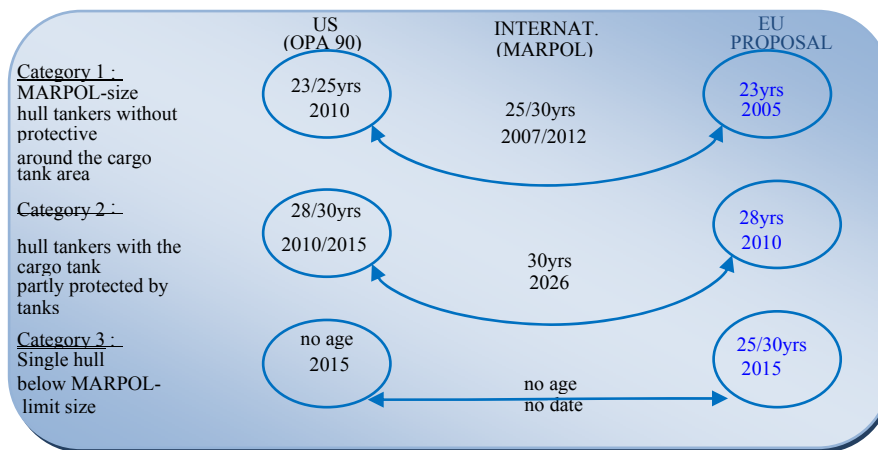 US
(OPA 90)
INTERNAT.
(MARPOL)
EU
PROPOSAL
Category 1 :
MARPOL-size
hull tankers without
protective
around the cargo
tank area
23/25yrs
2010
25/30yrs
2007/2012
23yrs
2005
Category 2 :
hull tankers with the
cargo tank
partly protected by
tanks
28/30yrs
2010/2015
30yrs
2026
28yrs
2010
Category 3 :
Single hull
below MARPOL-
limit size
no age
2015
no age
no date
25/30yrs
2015